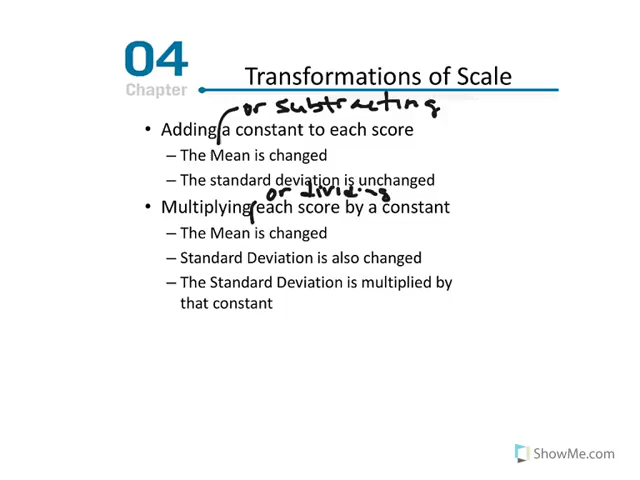 04
Chapter
Transformations of Scale
or subtracting
• Adding a constant to each score
– The Mean is changed
– The standard deviation is unchanged
or dividing
• Multiplying each score by a constant
– The Mean is changed
– Standard Deviation is also changed
– The Standard Deviation is multiplied by
that constant
ShowMe.com